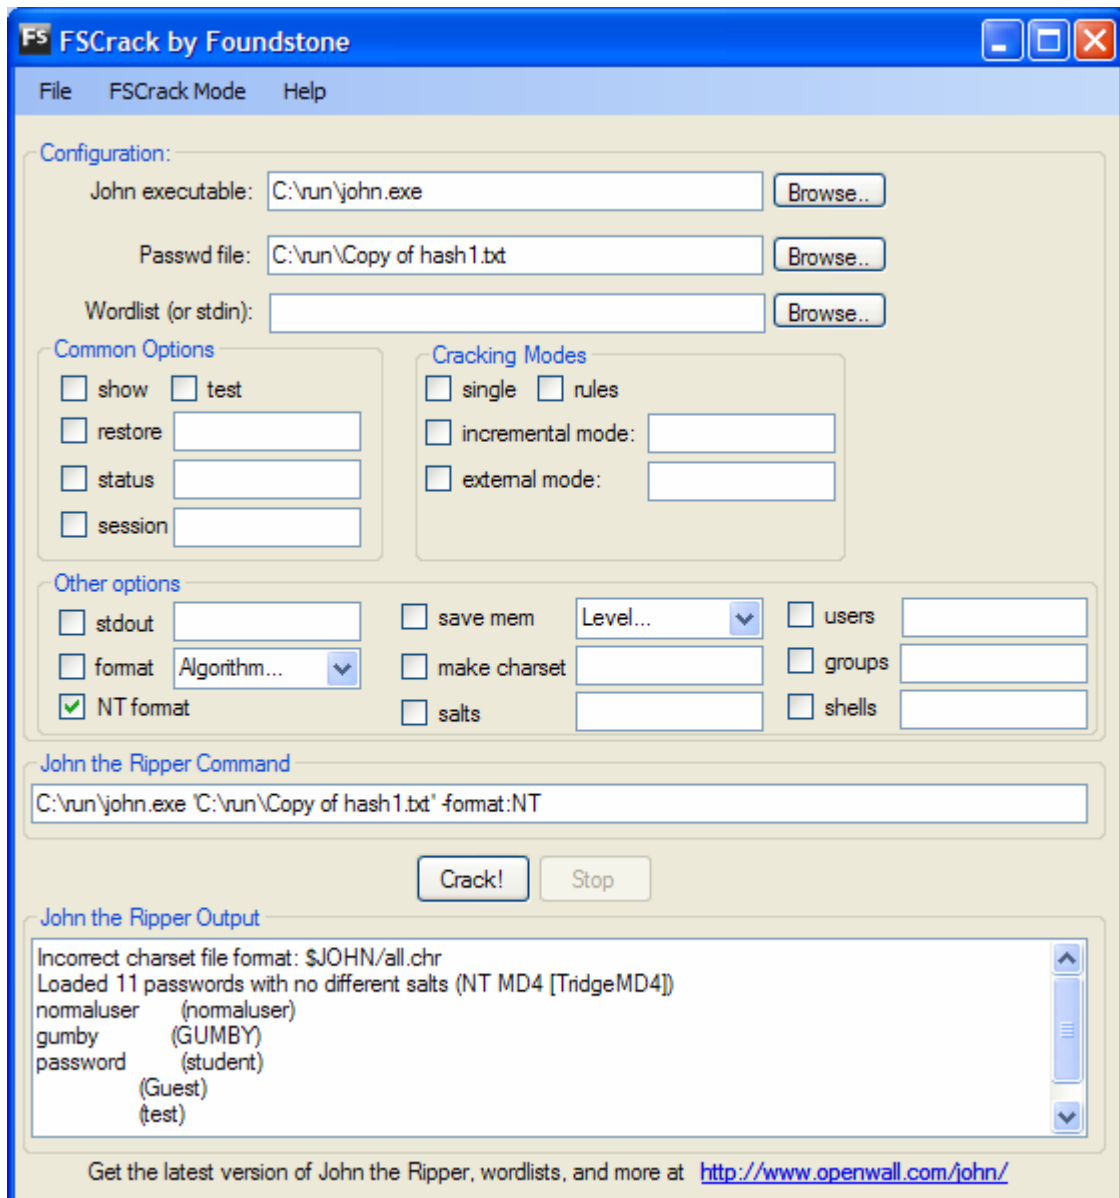 FS FSCrack by Foundstone
File FSCrack Mode Help
Configuration:
John executable: C:\run\john.exe Browse..
Passwd file: C:\run\Copy of hash1.txt Browse..
Wordlist (or stdin): Browse..
Common Options
show test
restore
status
session
Cracking Modes
single rules
incremental mode:
external mode:
Other options
stdout save mem Level... users
format Algorithm... make charset groups
NT format salts shells
John the Ripper Command
C:\run\john.exe 'C:\run\Copy of hash1.txt' -format:NT
Crack! Stop
John the Ripper Output
Incorrect charset file format: $JOHN/all.chr
Loaded 11 passwords with no different salts (NT MD4 [TridgeMD4])
normaluser (normaluser)
gumby (GUMBY)
password (student)
(Guest)
(test)
Get the latest version of John the Ripper, wordlists, and more at http://www.openwall.com/john/